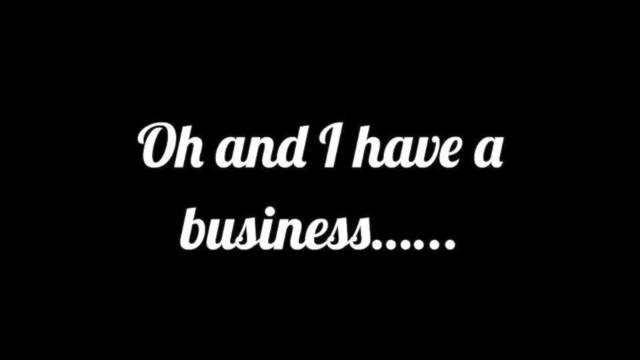 Oh and I have a
business......